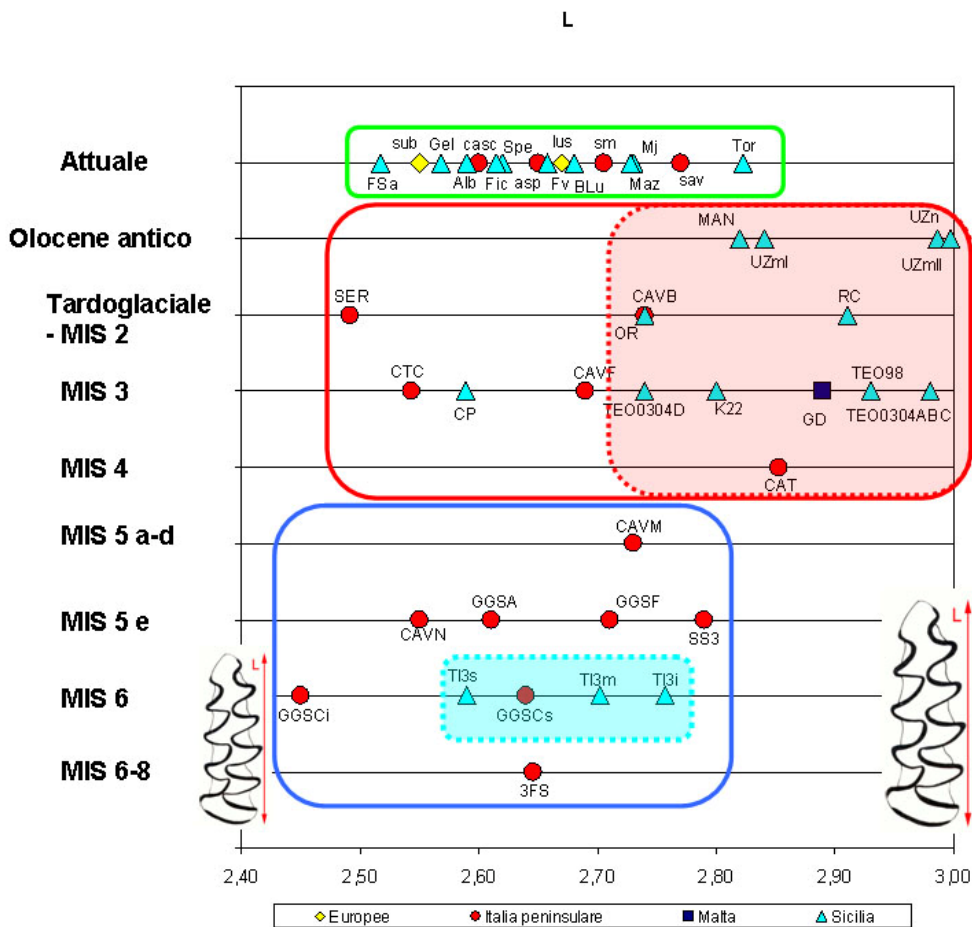 L
sub Gel casc Spe lus sm Mj Tor
Attuale
FSa Alb Fic asp Fv BLu Maz sav
MAN UZn
Olocene antico
UZmI UZmII
Tardoglaciale
SER CAVB RC
- MIS 2
OR
CTC CAVF TEO98
MIS 3
CP TEO0304D K22 GD TEO0304ABC
MIS 4
CAT
CAVM
MIS 5 a-d
GGSA GGSF
MIS 5 e
CAVN SS3
L
L
TI3s TI3m TI3i
MIS 6
GGSCi GGSCs
MIS 6-8
3FS
2,40 2,50 2,60 2,70 2,80 2,90 3,00
Europee Italia peninsulare Malta Sicilia